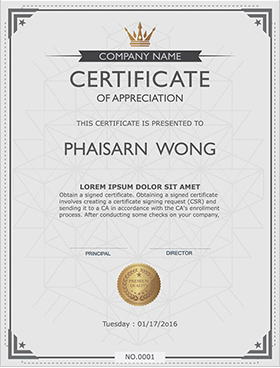 COMPANY NAME
CERTIFICATE
OF APPRECIATION
THIS CERTIFICATE IS PRESENTED TO
PHAISARN WONG
LOREM IPSUM DOLOR SIT AMET
Obtain a signed certificate. Obtaining a signed certificate
involves creating a certificate signing request (CSR) and
sending it to a CA in accordance with the CA's enrollment
process. After conducting some checks on your company,
PRINCIPAL DIRECTOR
PREMIUM
QUALITY
Tuesday : 01/17/2o16
NO.0001